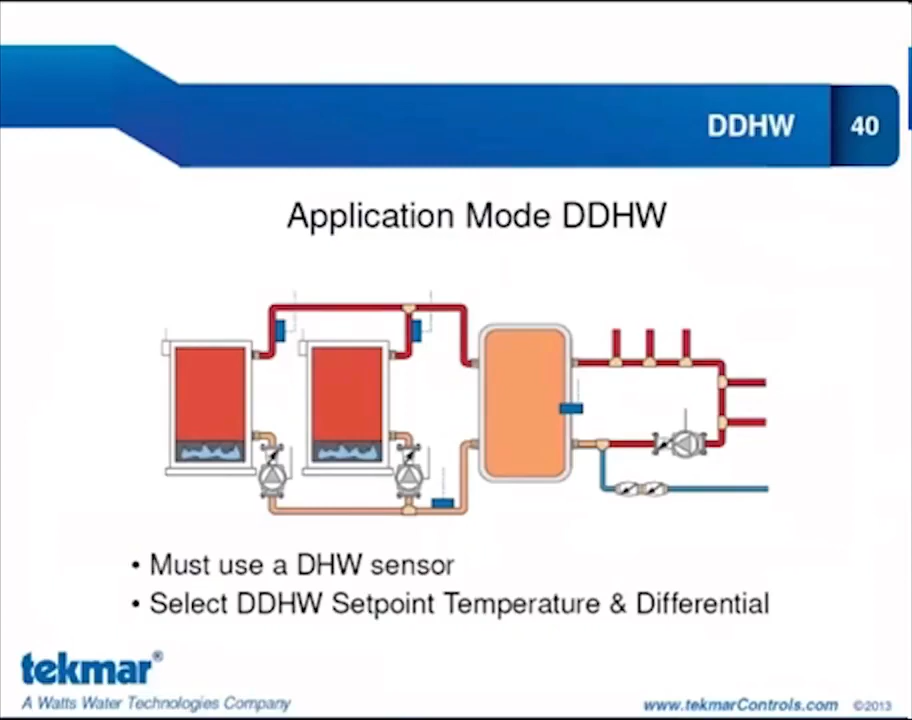 DDHW
40
Application Mode DDHW
• Must use a DHW sensor
• Select DDHW Setpoint Temperature & Differential
tekmar®
A Watts Water Technologies Company
www.tekmarControls.com ©2013